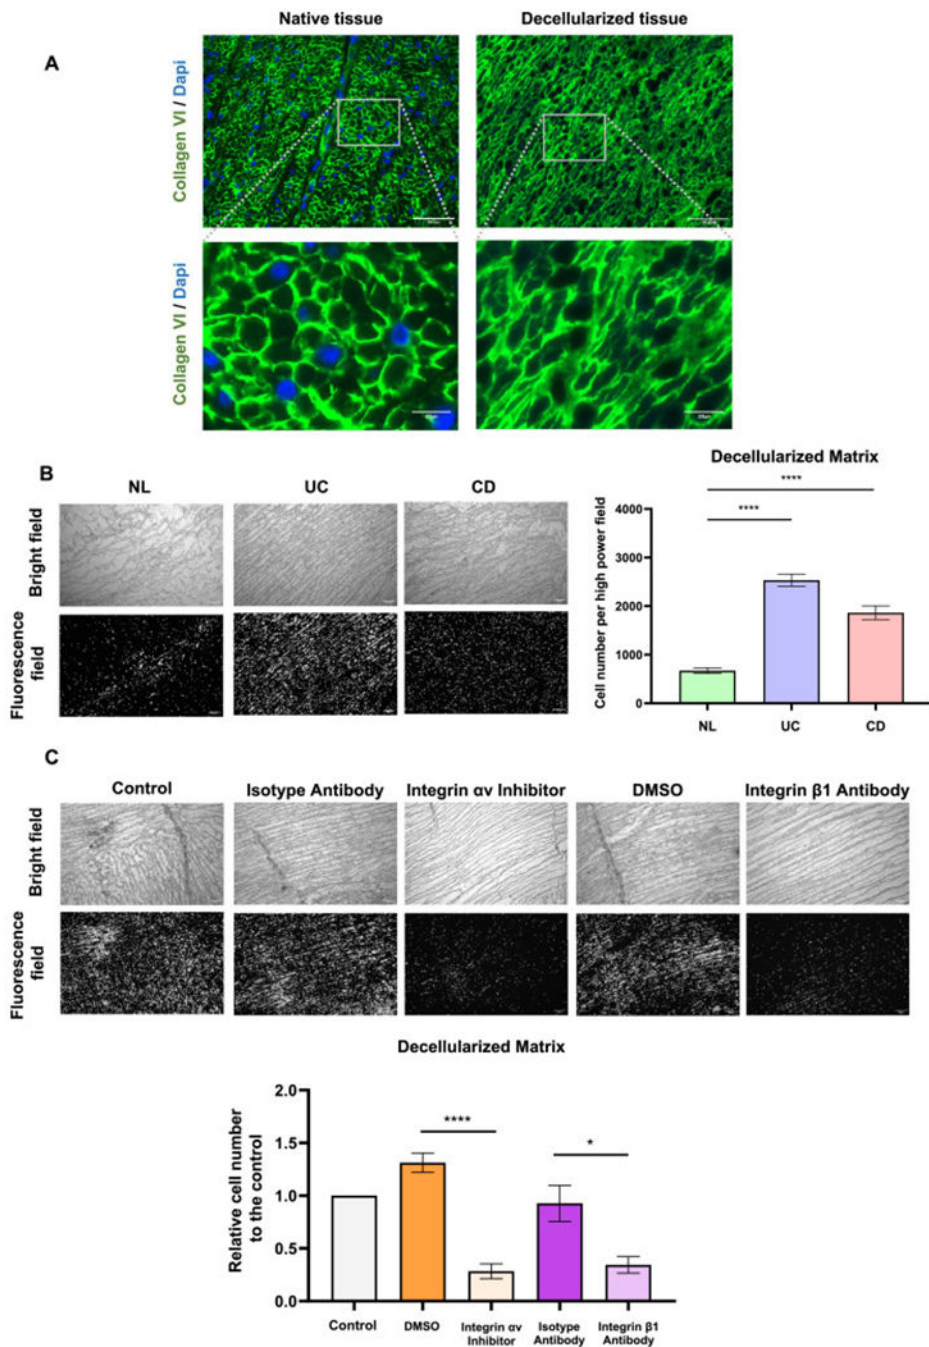 Native tissue
Decellularized tissue
A
Collagen VI / Dapi
Collagen VI / Dapi
B
NL
UC
CD
Bright field
Fluorescence
field
Decellularized Matrix
****
****
Cell number per high power field
4000
3000
2000
1000
0
NL
UC
CD
C
Control
Isotype Antibody
Integrin αv Inhibitor
DMSO
Integrin β1 Antibody
Bright field
Fluorescence
field
Decellularized Matrix
Relative cell number
to the control
2.0
1.5
1.0
0.5
0.0
****
*
Control
DMSO
Integrin αv
Inhibitor
Isotype
Antibody
Integrin β1
Antibody